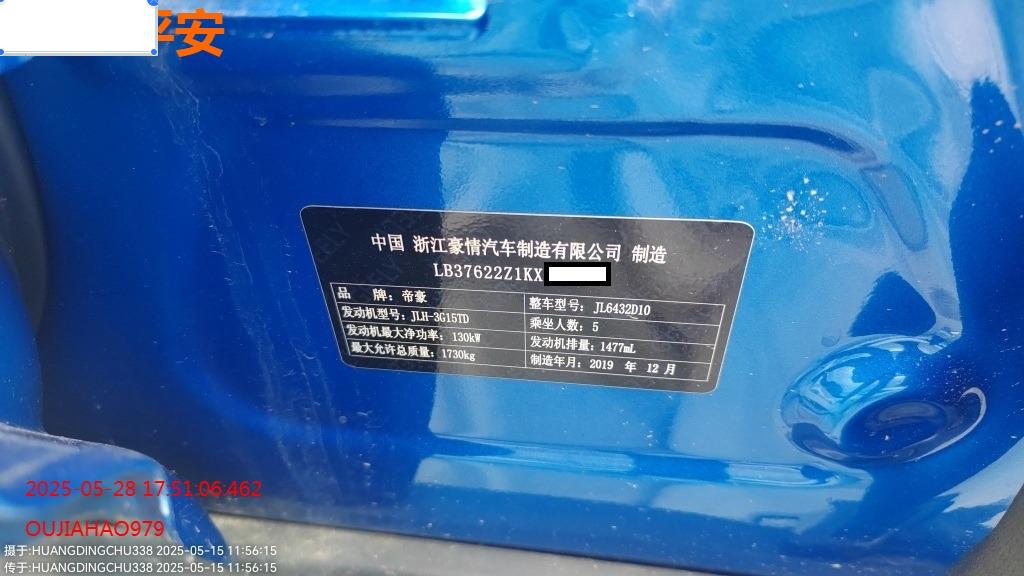 平安
中国 浙江豪情汽车制造有限公司 制造
LB37622Z1KX
品 牌：帝豪 整车型号：JL6432D10
发动机型号：JLH-3G15TD 乘坐人数：5
发动机最大净功率：130kW 发动机排量：1477mL
最大允许总质量：1730kg 制造年月：2019 年 12 月
2025-05-28 17:51:06:462
OUJIAHAO979
摄于:HUANGDINGCHU338 2025-05-15 11:56:15
传于:HUANGDINGCHU338 2025-05-15 11:56:15